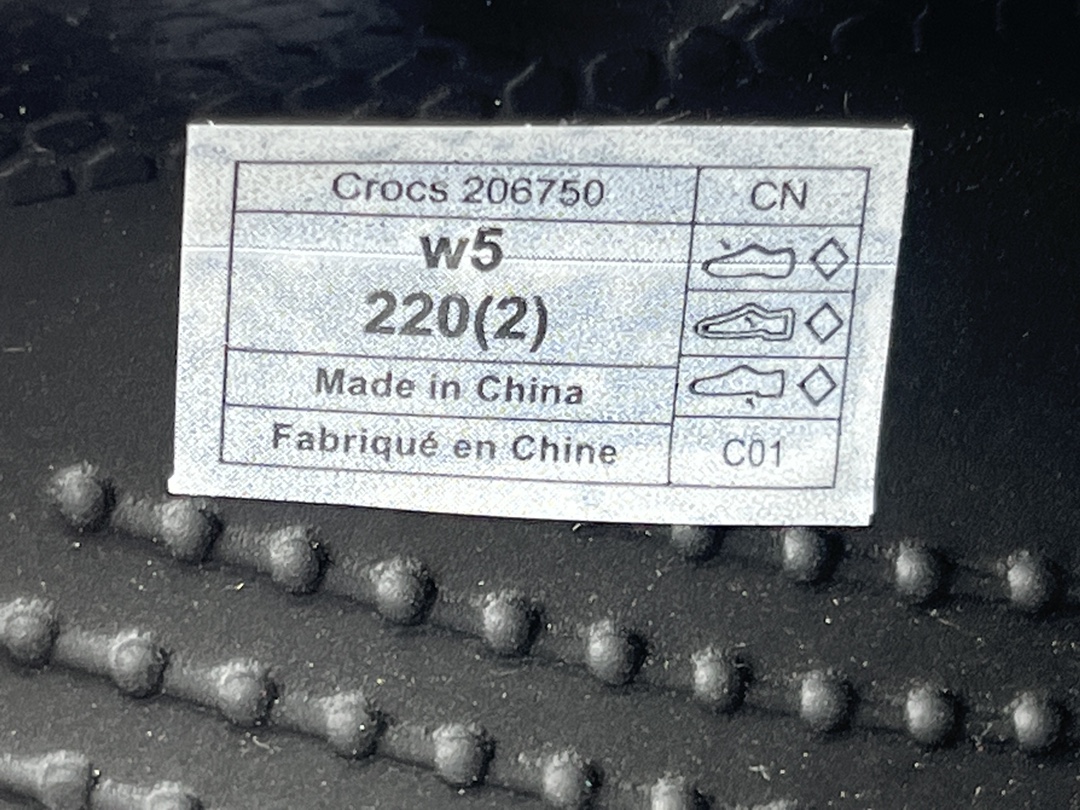 Crocs 206750
CN
w5
220(2)
Made in China
Fabriqué en Chine
C01